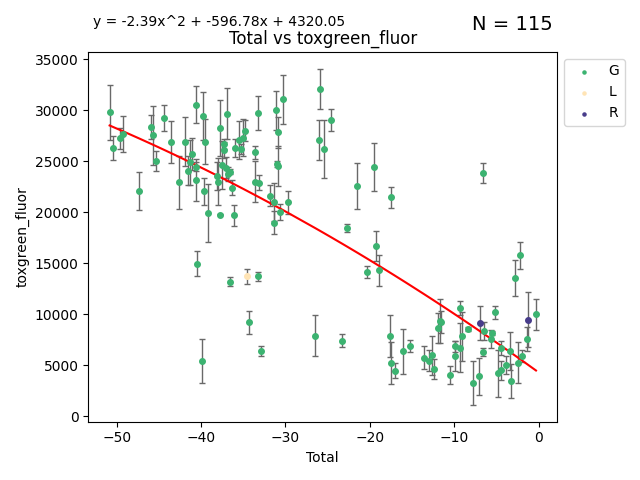 y = -2.39x^2 + -596.78x + 4320.05
N = 115
Total vs toxgreen_fluor
35000
30000
25000
20000
15000
10000
5000
0
toxgreen_fluor
−50 −40 −30 −20 −10 0
Total
G
L
R